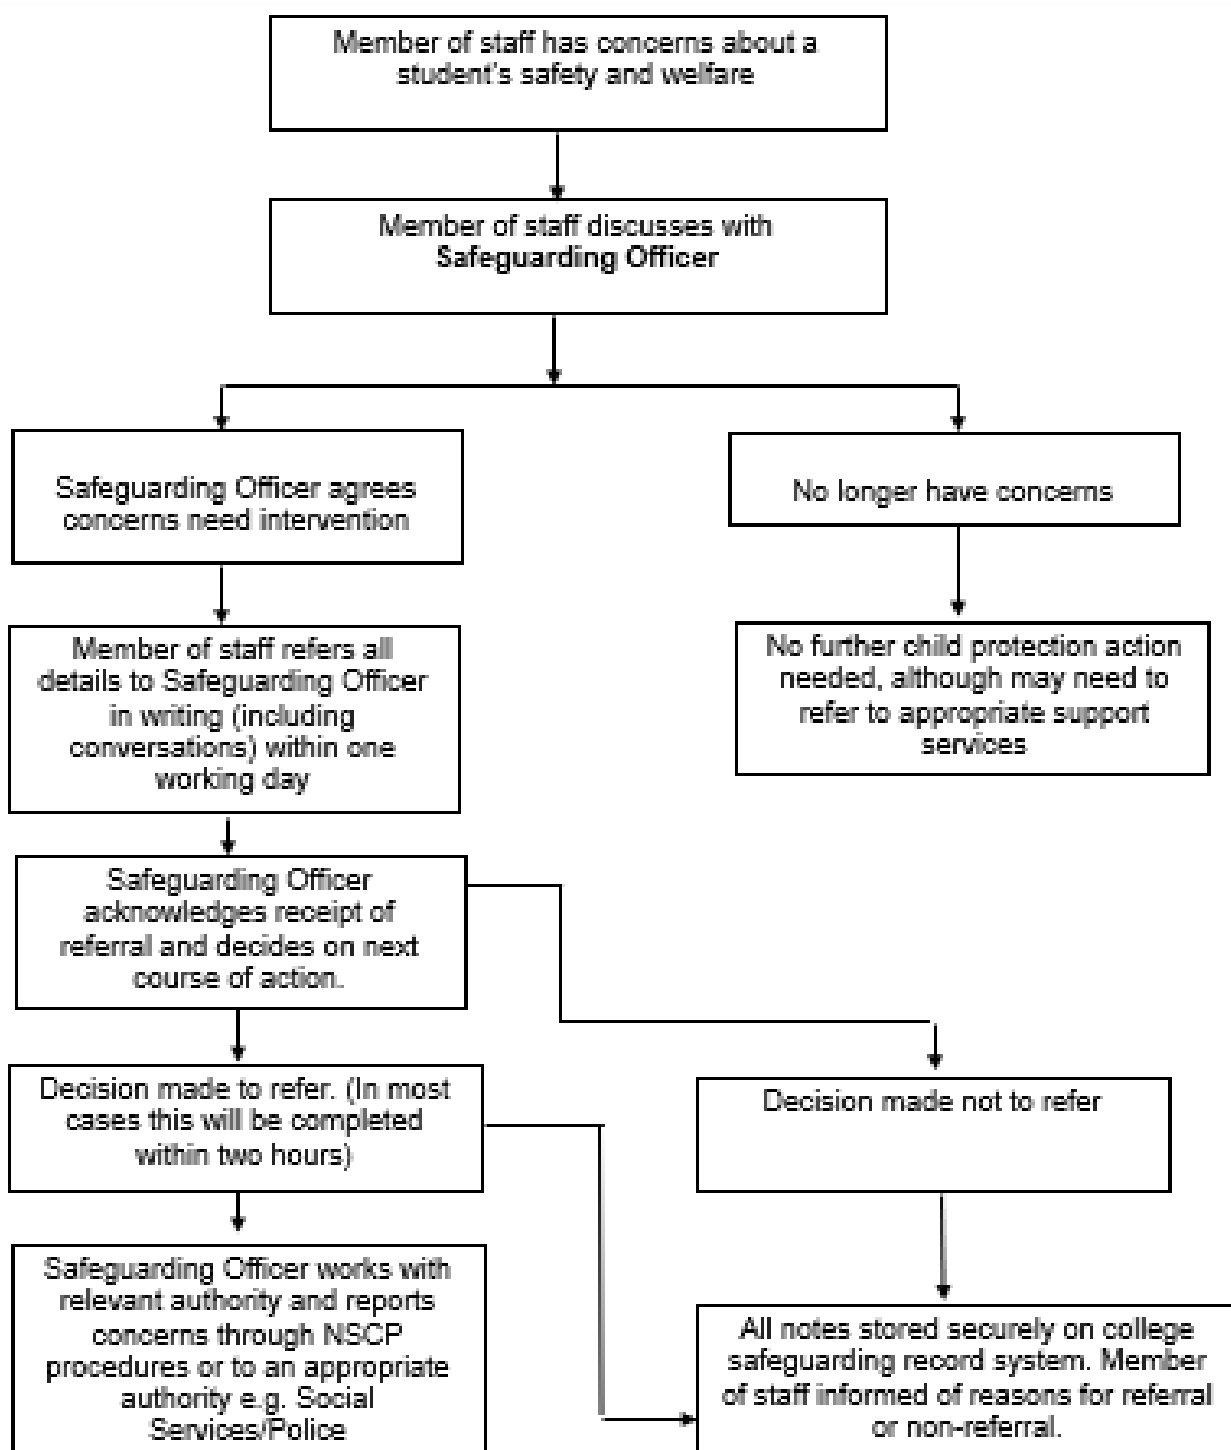 Member of staff has concerns about a
student's safety and welfare
Member of staff discusses with
Safeguarding Officer
Safeguarding Officer agrees
concerns need intervention
No longer have concerns
Member of staff refers all
details to Safeguarding Officer
in writing (including
conversations) within one
working day
No further child protection action
needed, although may need to
refer to appropriate support
services
Safeguarding Officer
acknowledges receipt of
referral and decides on next
course of action.
Decision made to refer. (In most
cases this will be completed
within two hours)
Decision made not to refer
Safeguarding Officer works with
relevant authority and reports
concerns through NSCP
procedures or to an appropriate
authority e.g. Social
Services/Police
All notes stored securely on college
safeguarding record system. Member
of staff informed of reasons for referral
or non-referral.